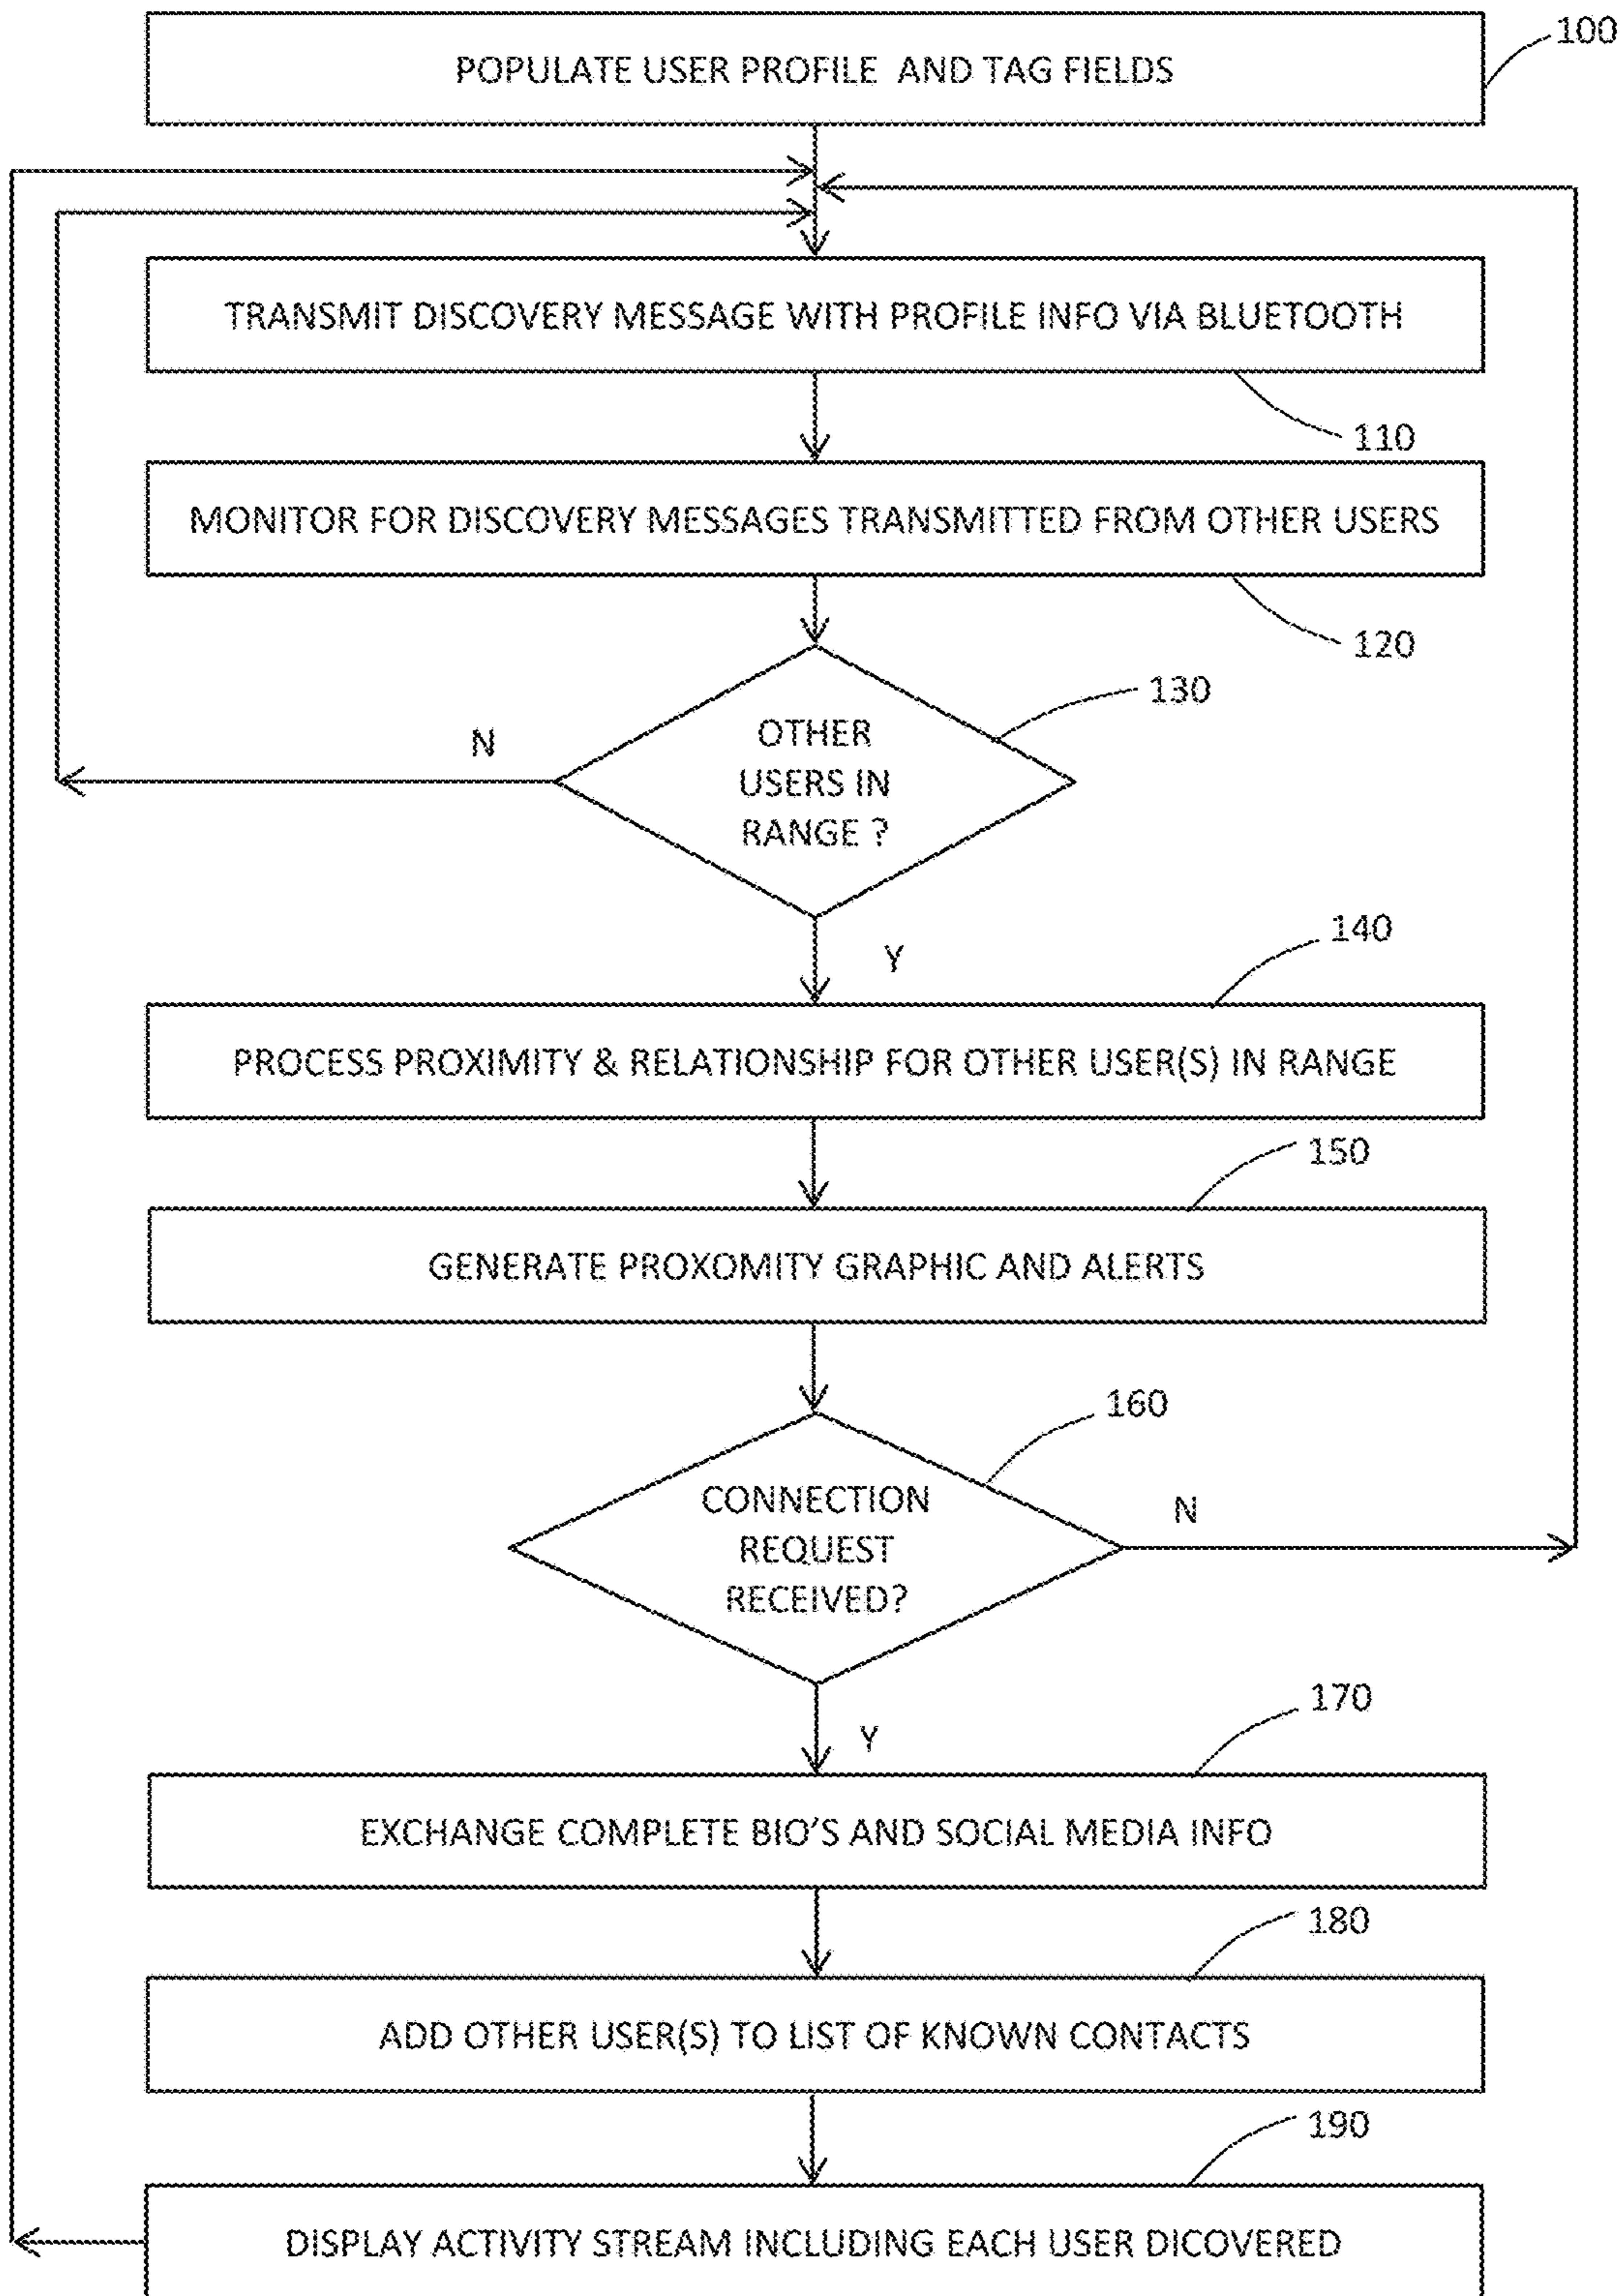 100
POPULATE USER PROFILE AND TAG FIELDS
TRANSMIT DISCOVERY MESSAGE WITH PROFILE INFO VIA BLUETOOTH
110
MONITOR FOR DISCOVERY MESSAGES TRANSMITTED FROM OTHER USERS
120
130
OTHER
USERS IN
RANGE ?
N
Y
140
PROCESS PROXIMITY & RELATIONSHIP FOR OTHER USER(S) IN RANGE
150
GENERATE PROXOMITY GRAPHIC AND ALERTS
160
CONNECTION
REQUEST
RECEIVED?
N
Y
170
EXCHANGE COMPLETE BIO'S AND SOCIAL MEDIA INFO
180
ADD OTHER USER(S) TO LIST OF KNOWN CONTACTS
190
DISPLAY ACTIVITY STREAM INCLUDING EACH USER DICOVERED